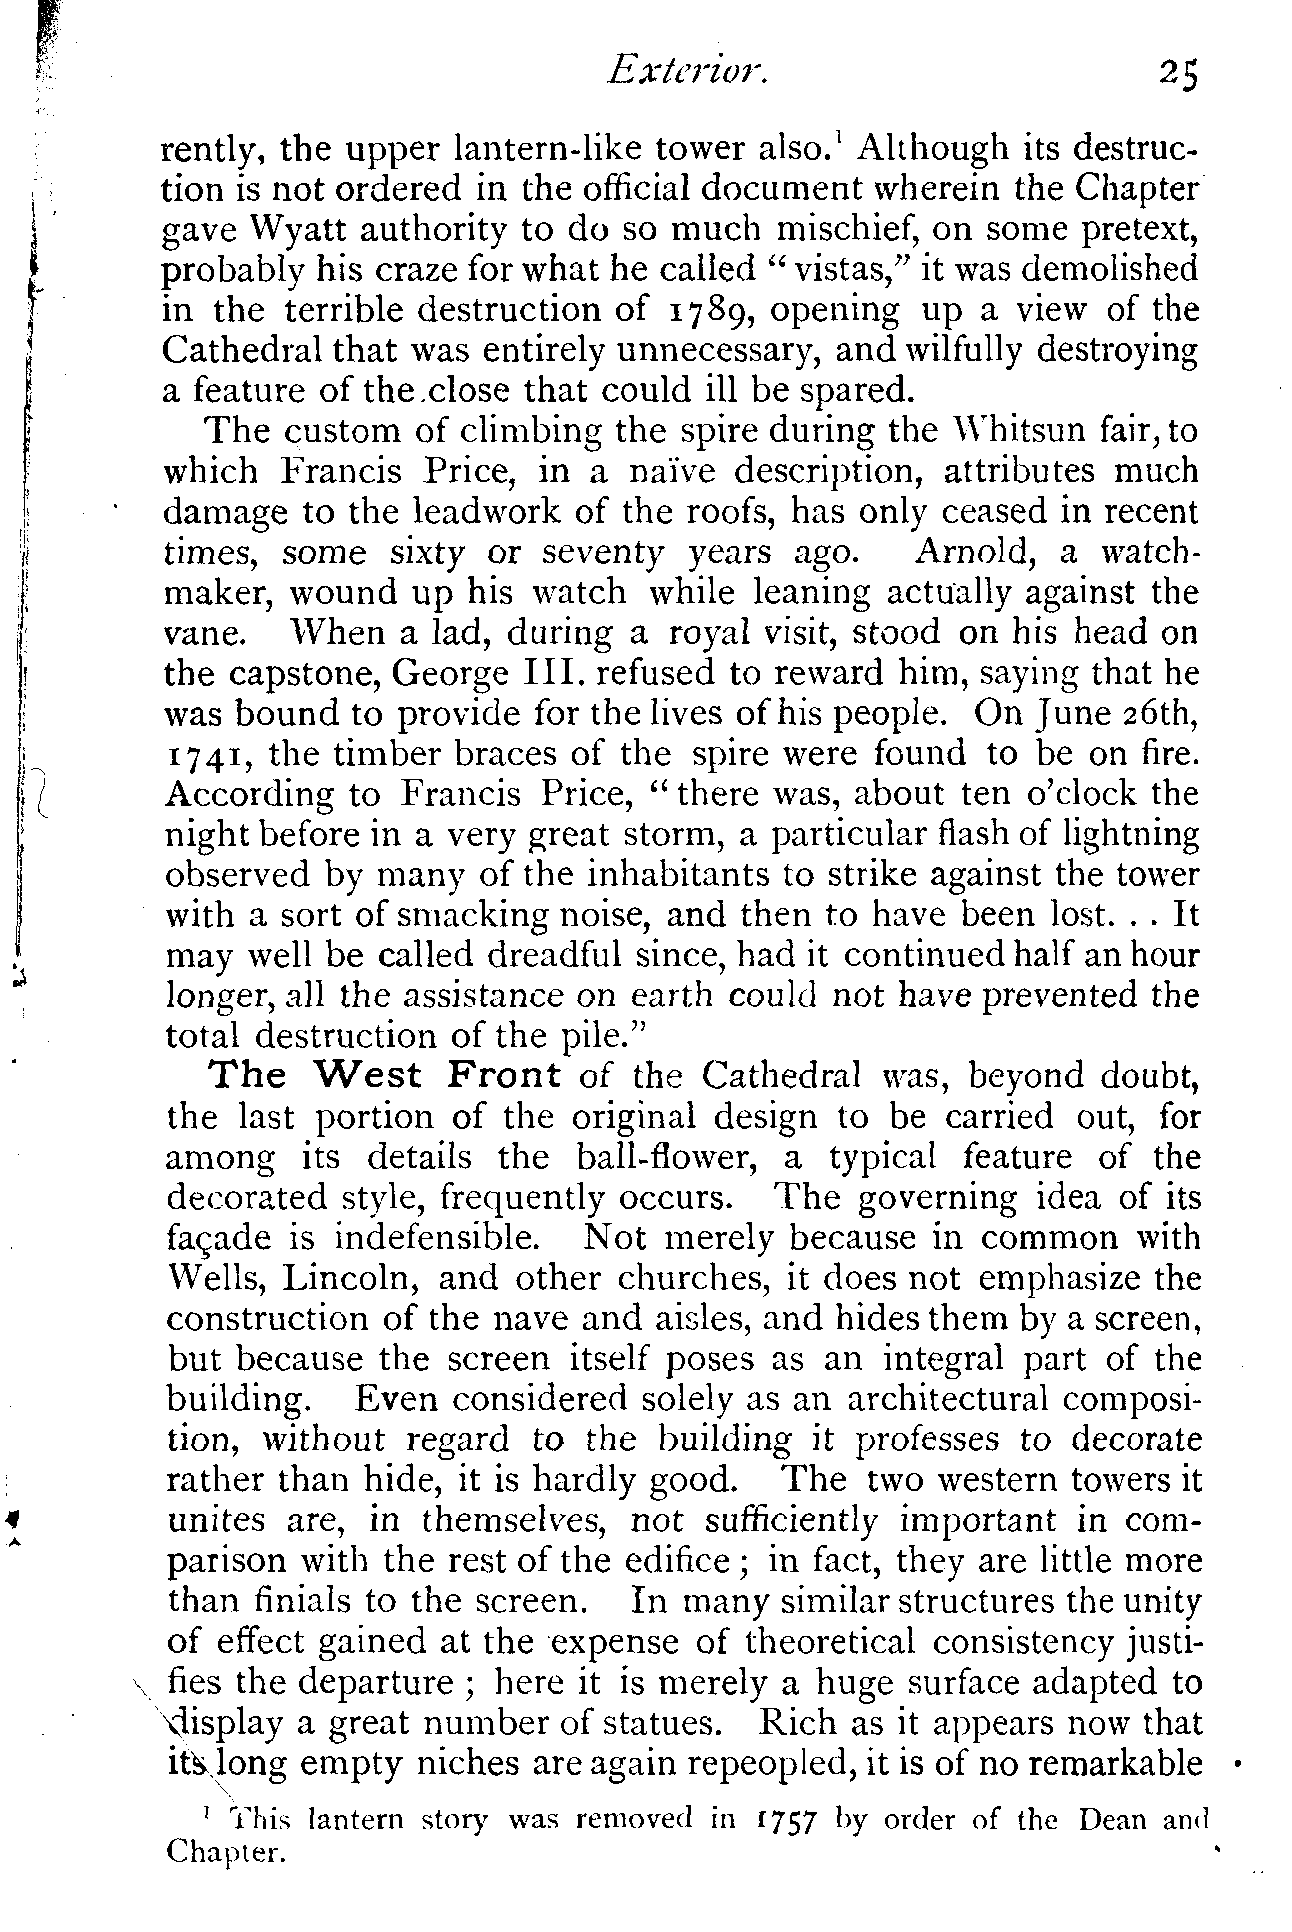 Exterior. 25
rently, the upper lantern-like tower also.¹ Although its destruc-
tion is not ordered in the official document wherein the Chapter
gave Wyatt authority to do so much mischief, on some pretext,
probably his craze for what he called “vistas,” it was demolished
in the terrible destruction of 1789, opening up a view of the
Cathedral that was entirely unnecessary, and wilfully destroying
a feature of the close that could ill be spared.
The custom of climbing the spire during the Whitsun fair, to
which Francis Price, in a naïve description, attributes much
damage to the leadwork of the roofs, has only ceased in recent
times, some sixty or seventy years ago. Arnold, a watch-
maker, wound up his watch while leaning actually against the
vane. When a lad, during a royal visit, stood on his head on
the capstone, George III. refused to reward him, saying that he
was bound to provide for the lives of his people. On June 26th,
1741, the timber braces of the spire were found to be on fire.
According to Francis Price, “there was, about ten o’clock the
night before in a very great storm, a particular flash of lightning
observed by many of the inhabitants to strike against the tower
with a sort of smacking noise, and then to have been lost. . . It
may well be called dreadful since, had it continued half an hour
longer, all the assistance on earth could not have prevented the
total destruction of the pile.”
The West Front of the Cathedral was, beyond doubt,
the last portion of the original design to be carried out, for
among its details the ball-flower, a typical feature of the
decorated style, frequently occurs. The governing idea of its
façade is indefensible. Not merely because in common with
Wells, Lincoln, and other churches, it does not emphasize the
construction of the nave and aisles, and hides them by a screen,
but because the screen itself poses as an integral part of the
building. Even considered solely as an architectural composi-
tion, without regard to the building it professes to decorate
rather than hide, it is hardly good. The two western towers it
unites are, in themselves, not sufficiently important in com-
parison with the rest of the edifice; in fact, they are little more
than finials to the screen. In many similar structures the unity
of effect gained at the expense of theoretical consistency justi-
fies the departure; here it is merely a huge surface adapted to
display a great number of statues. Rich as it appears now that
its long empty niches are again repeopled, it is of no remarkable
¹ This lantern story was removed in 1757 by order of the Dean and
Chapter.